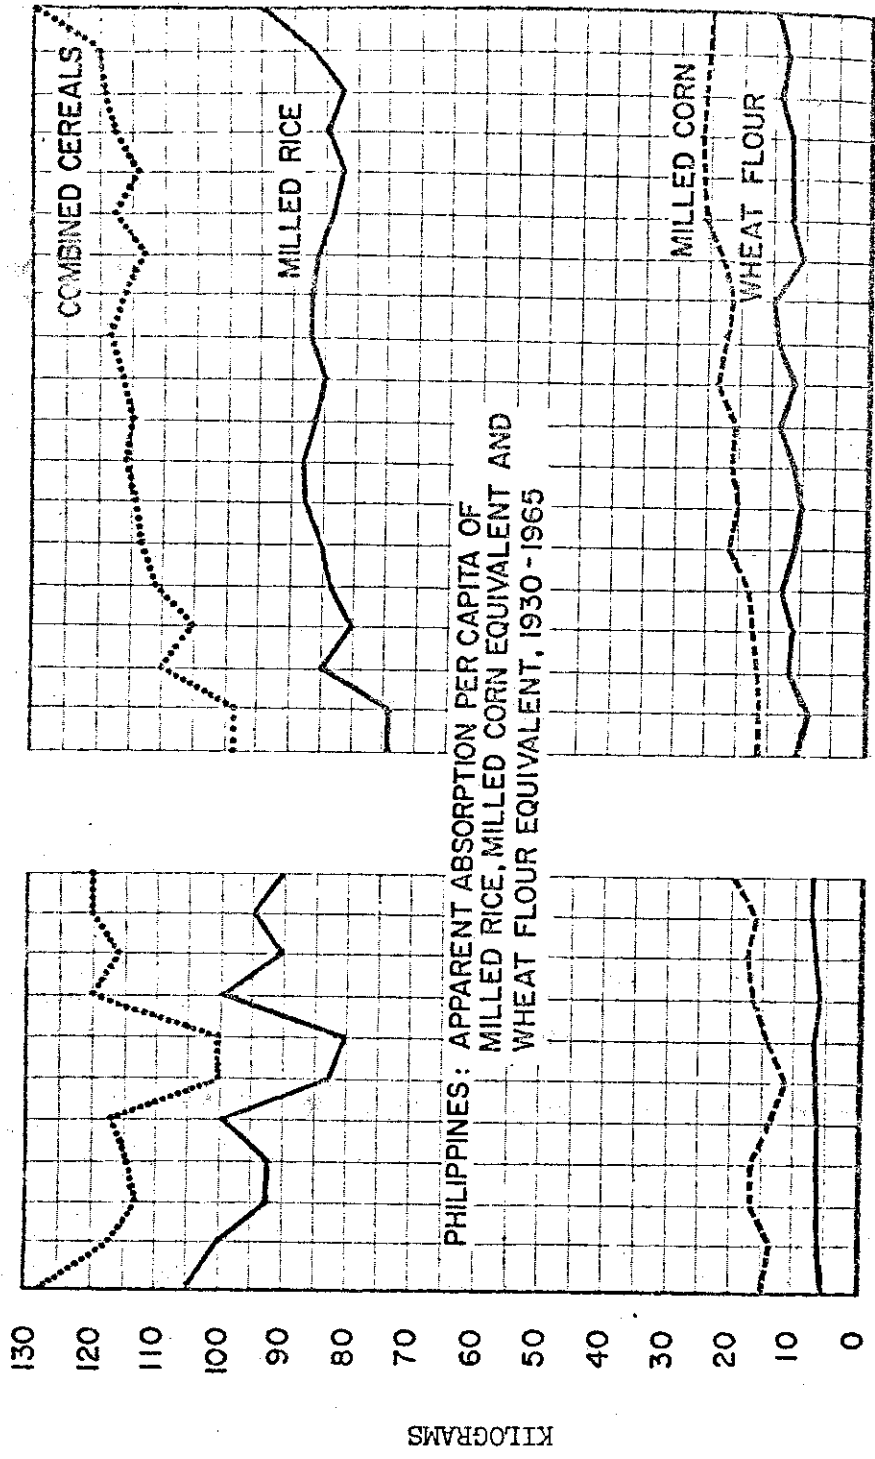 COMBINED CEREALS
MILLED RICE
MILLED CORN
WHEAT FLOUR
PHILIPPINES: APPARENT ABSORPTION PER CAPITA OF
MILLED RICE, MILLED CORN EQUIVALENT AND
WHEAT FLOUR EQUIVALENT, 1930-1965
130
120
110
100
90
80
70
60
50
40
30
20
10
0
KILOGRAMS